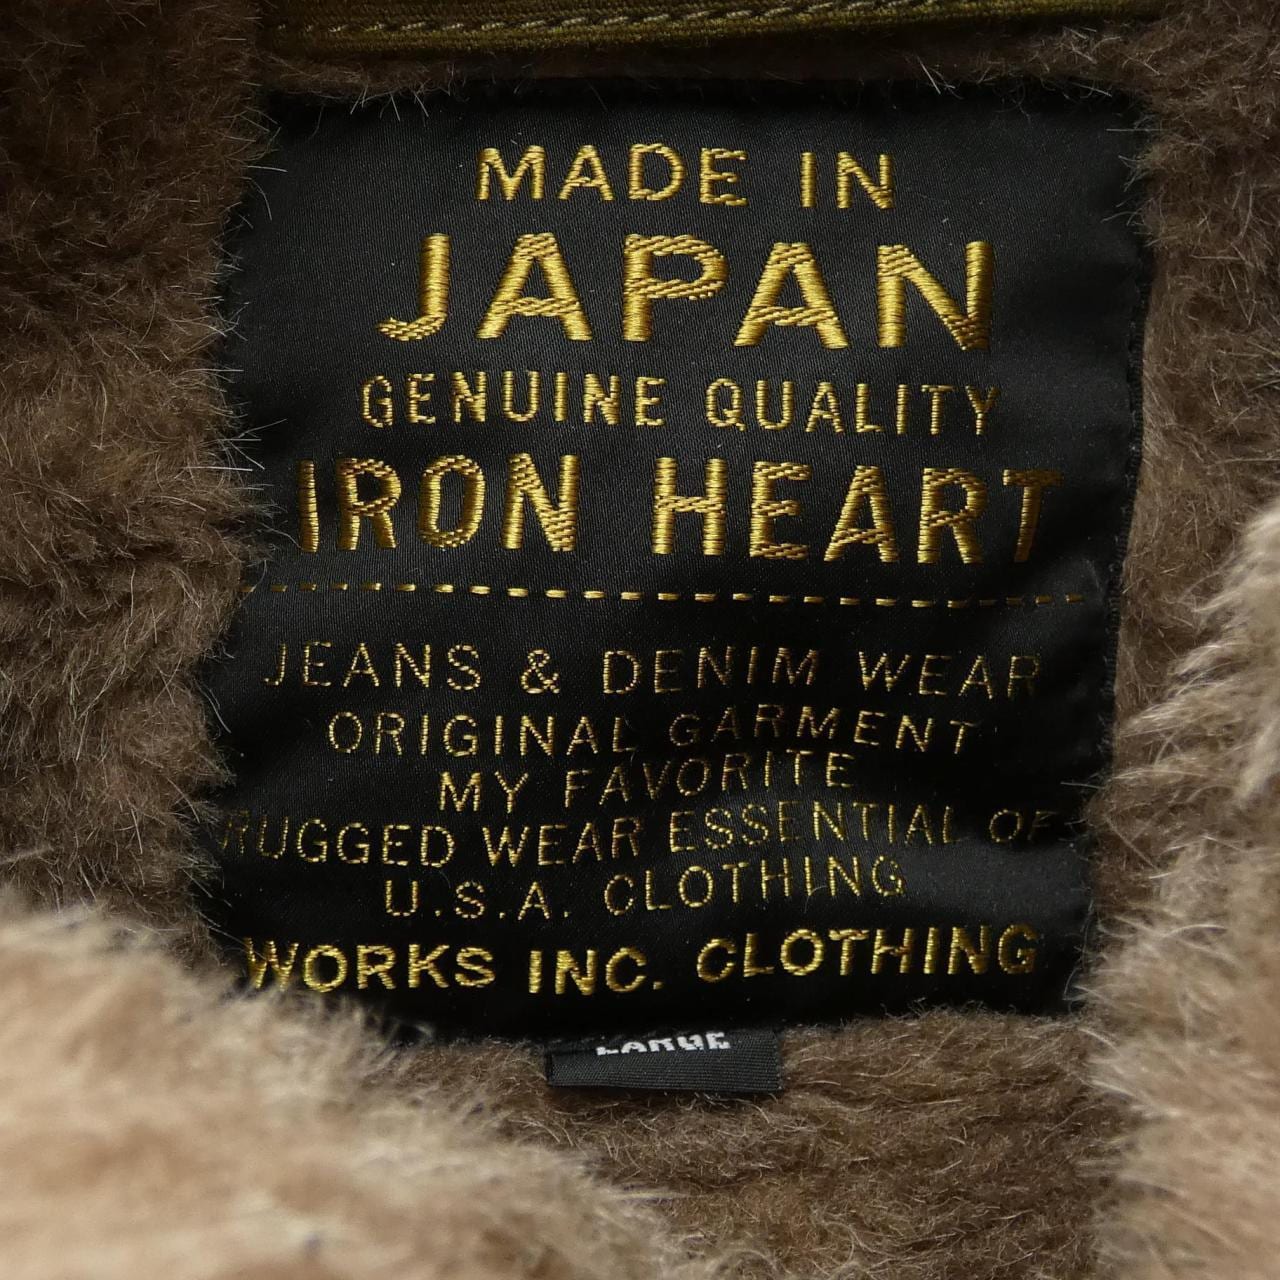 MADE IN
JAPAN
GENUINE QUALITY
IRON HEART
JEANS & DENIM WEAR
ORIGINAL GARMENT
MY FAVORITE
RUGGED WEAR ESSENTIAL OF
U.S.A. CLOTHING
WORKS INC. CLOTHING
LARGE